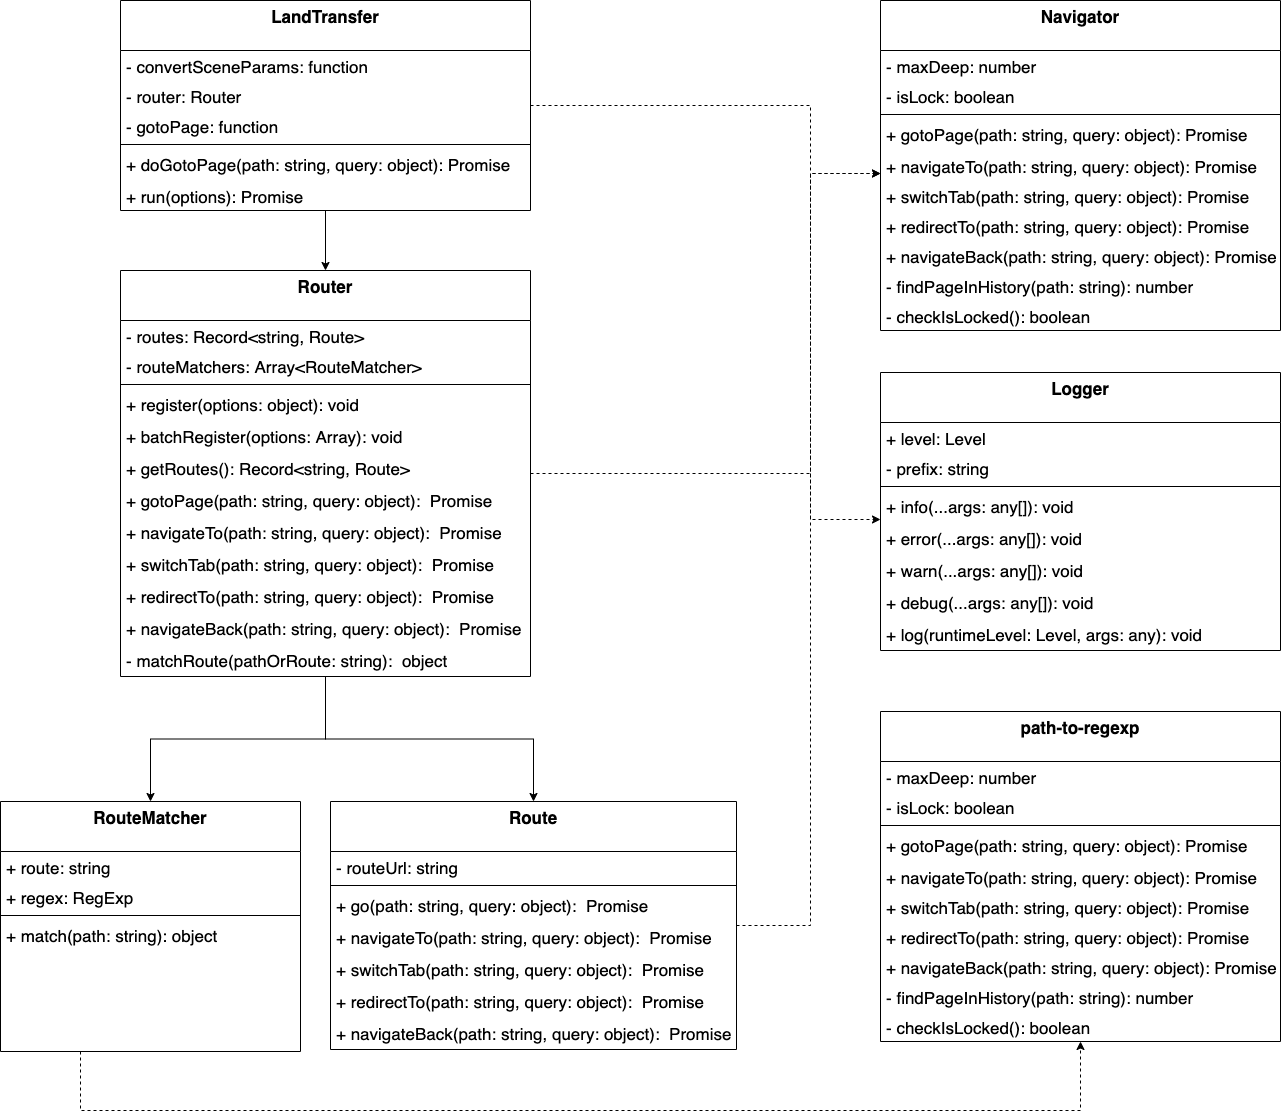 LandTransfer
- convertSceneParams: function
- router: Router
- gotoPage: function
+ doGotoPage(path: string, query: object): Promise
+ run(options): Promise
Router
- routes: Record<string, Route>
- routeMatchers: Array<RouteMatcher>
+ register(options: object): void
+ batchRegister(options: Array): void
+ getRoutes(): Record<string, Route>
+ gotoPage(path: string, query: object):  Promise
+ navigateTo(path: string, query: object):  Promise
+ switchTab(path: string, query: object):  Promise
+ redirectTo(path: string, query: object):  Promise
+ navigateBack(path: string, query: object):  Promise
- matchRoute(pathOrRoute: string):  object
RouteMatcher
+ route: string
+ regex: RegExp
+ match(path: string): object
Route
- routeUrl: string
+ go(path: string, query: object):  Promise
+ navigateTo(path: string, query: object):  Promise
+ switchTab(path: string, query: object):  Promise
+ redirectTo(path: string, query: object):  Promise
+ navigateBack(path: string, query: object):  Promise
Navigator
- maxDeep: number
- isLock: boolean
+ gotoPage(path: string, query: object): Promise
+ navigateTo(path: string, query: object): Promise
+ switchTab(path: string, query: object): Promise
+ redirectTo(path: string, query: object): Promise
+ navigateBack(path: string, query: object): Promise
- findPageInHistory(path: string): number
- checkIsLocked(): boolean
Logger
+ level: Level
- prefix: string
+ info(...args: any[]): void
+ error(...args: any[]): void
+ warn(...args: any[]): void
+ debug(...args: any[]): void
+ log(runtimeLevel: Level, args: any): void
path-to-regexp
- maxDeep: number
- isLock: boolean
+ gotoPage(path: string, query: object): Promise
+ navigateTo(path: string, query: object): Promise
+ switchTab(path: string, query: object): Promise
+ redirectTo(path: string, query: object): Promise
+ navigateBack(path: string, query: object): Promise
- findPageInHistory(path: string): number
- checkIsLocked(): boolean